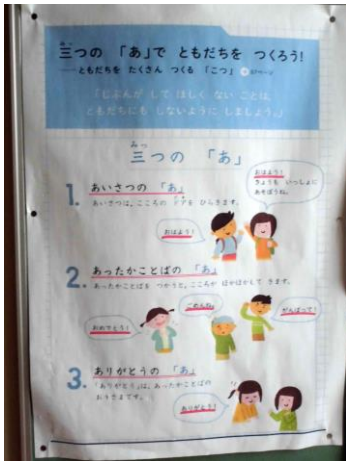 三つの 「あ」で ともだちを つくろう!
――ともだちを たくさん つくる 「こつ」
「じぶんが して ほしく ない ことは、
ともだちにも しないように しましょう。」
みっ
三つの 「あ」
1. あいさつの 「あ」
あいさつは、こころの ドアを ひらきます。
おはよう!
きょうも いっしょに
あそぼうね。
おはよう!
2. あったかことばの 「あ」
あったかことばを つかうと、こころが ぽかぽかして きます。
おめでとう!
ごめんね。
がんばって!
3. ありがとうの 「あ」
「ありがとう」は、あったかことばの
おうさまです。
ありがとう!